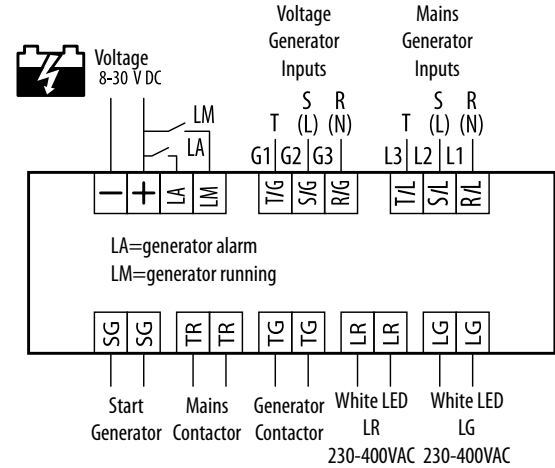 Voltage
8-30 V DC
LM
LA
Voltage
Generator
Inputs
T S R
(L) (N)
G1 G2 G3
Mains
Generator
Inputs
T S R
(L) (N)
L3 L2 L1
− + LA LM
T/G S/G R/G
T/L S/L R/L
LA=generator alarm
LM=generator running
SG SG TR TR TG TG LR LR LG LG
Start
Generator
Mains
Contactor
Generator
Contactor
White LED
LR
230-400VAC
White LED
LG
230-400VAC